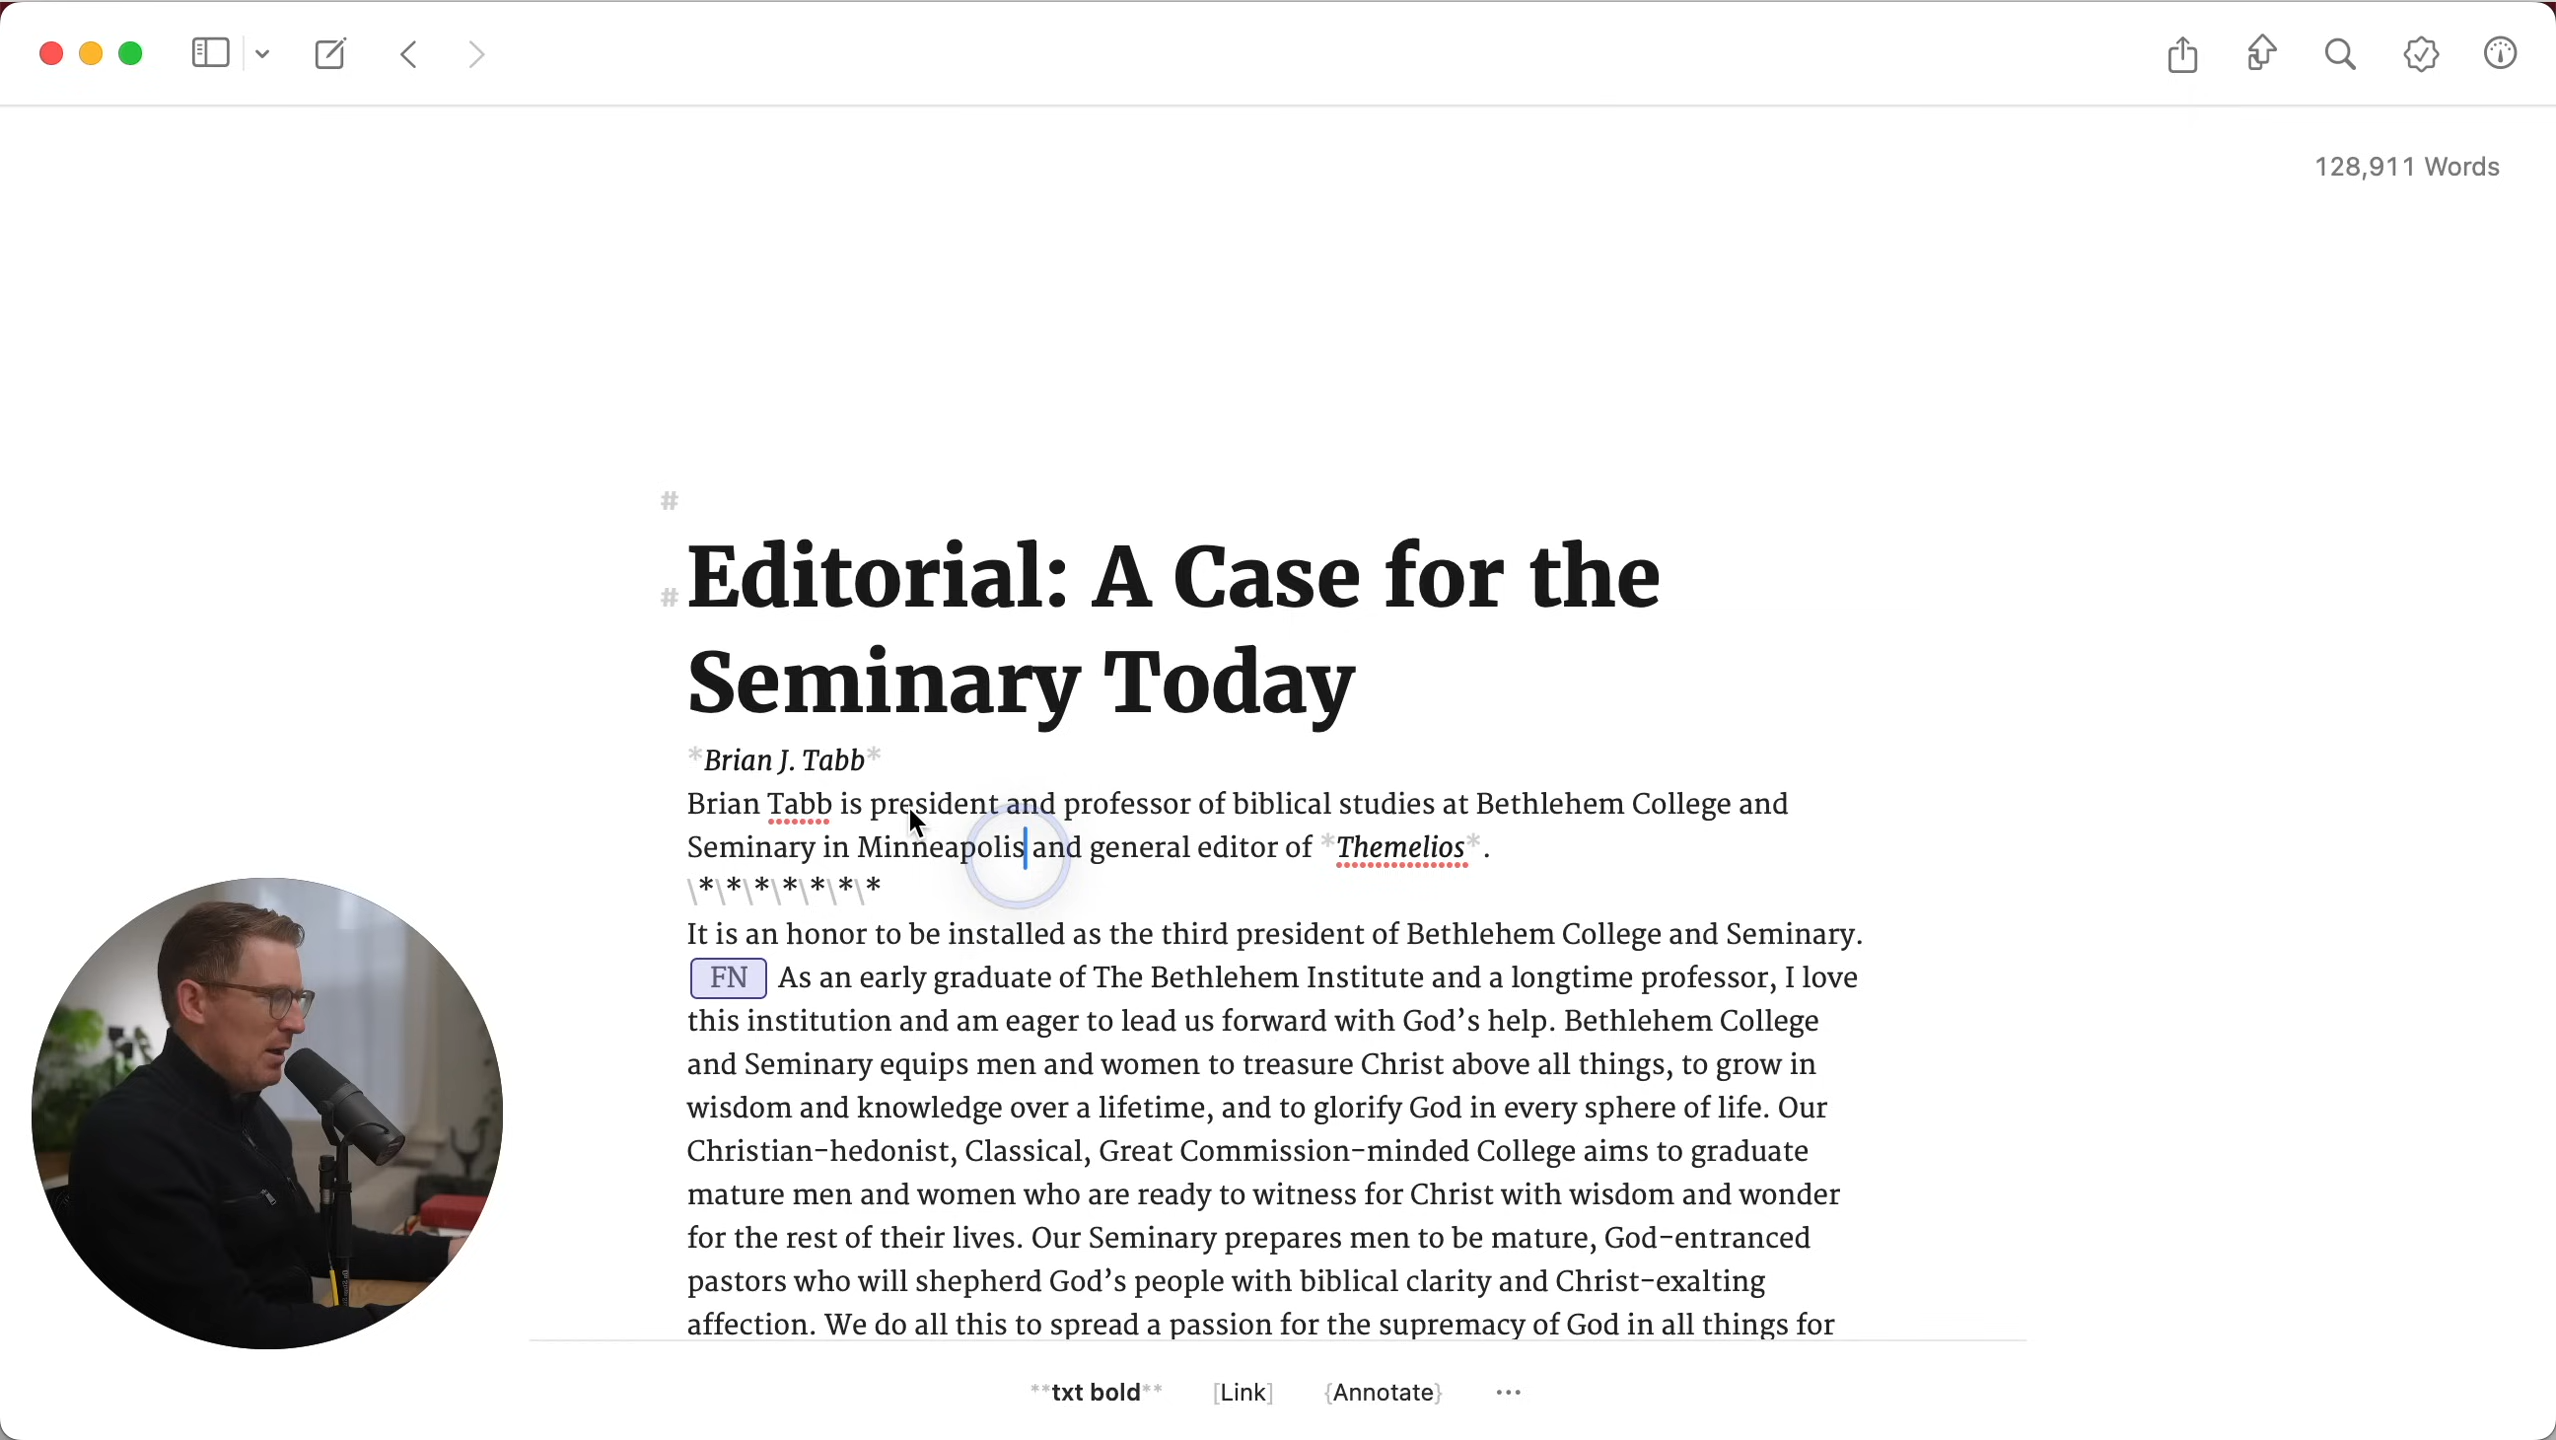 128,911 Words
#
# Editorial: A Case for the
Seminary Today
*Brian J. Tabb*
Brian Tabb is president and professor of biblical studies at Bethlehem College and
Seminary in Minneapolis and general editor of *Themelios*.
\*\*\*\*\*\*\*
It is an honor to be installed as the third president of Bethlehem College and Seminary.
FN As an early graduate of The Bethlehem Institute and a longtime professor, I love
this institution and am eager to lead us forward with God’s help. Bethlehem College
and Seminary equips men and women to treasure Christ above all things, to grow in
wisdom and knowledge over a lifetime, and to glorify God in every sphere of life. Our
Christian-hedonist, Classical, Great Commission-minded College aims to graduate
mature men and women who are ready to witness for Christ with wisdom and wonder
for the rest of their lives. Our Seminary prepares men to be mature, God-entranced
pastors who will shepherd God’s people with biblical clarity and Christ-exalting
affection. We do all this to spread a passion for the supremacy of God in all things for
**txt bold** [Link] {Annotate} ···